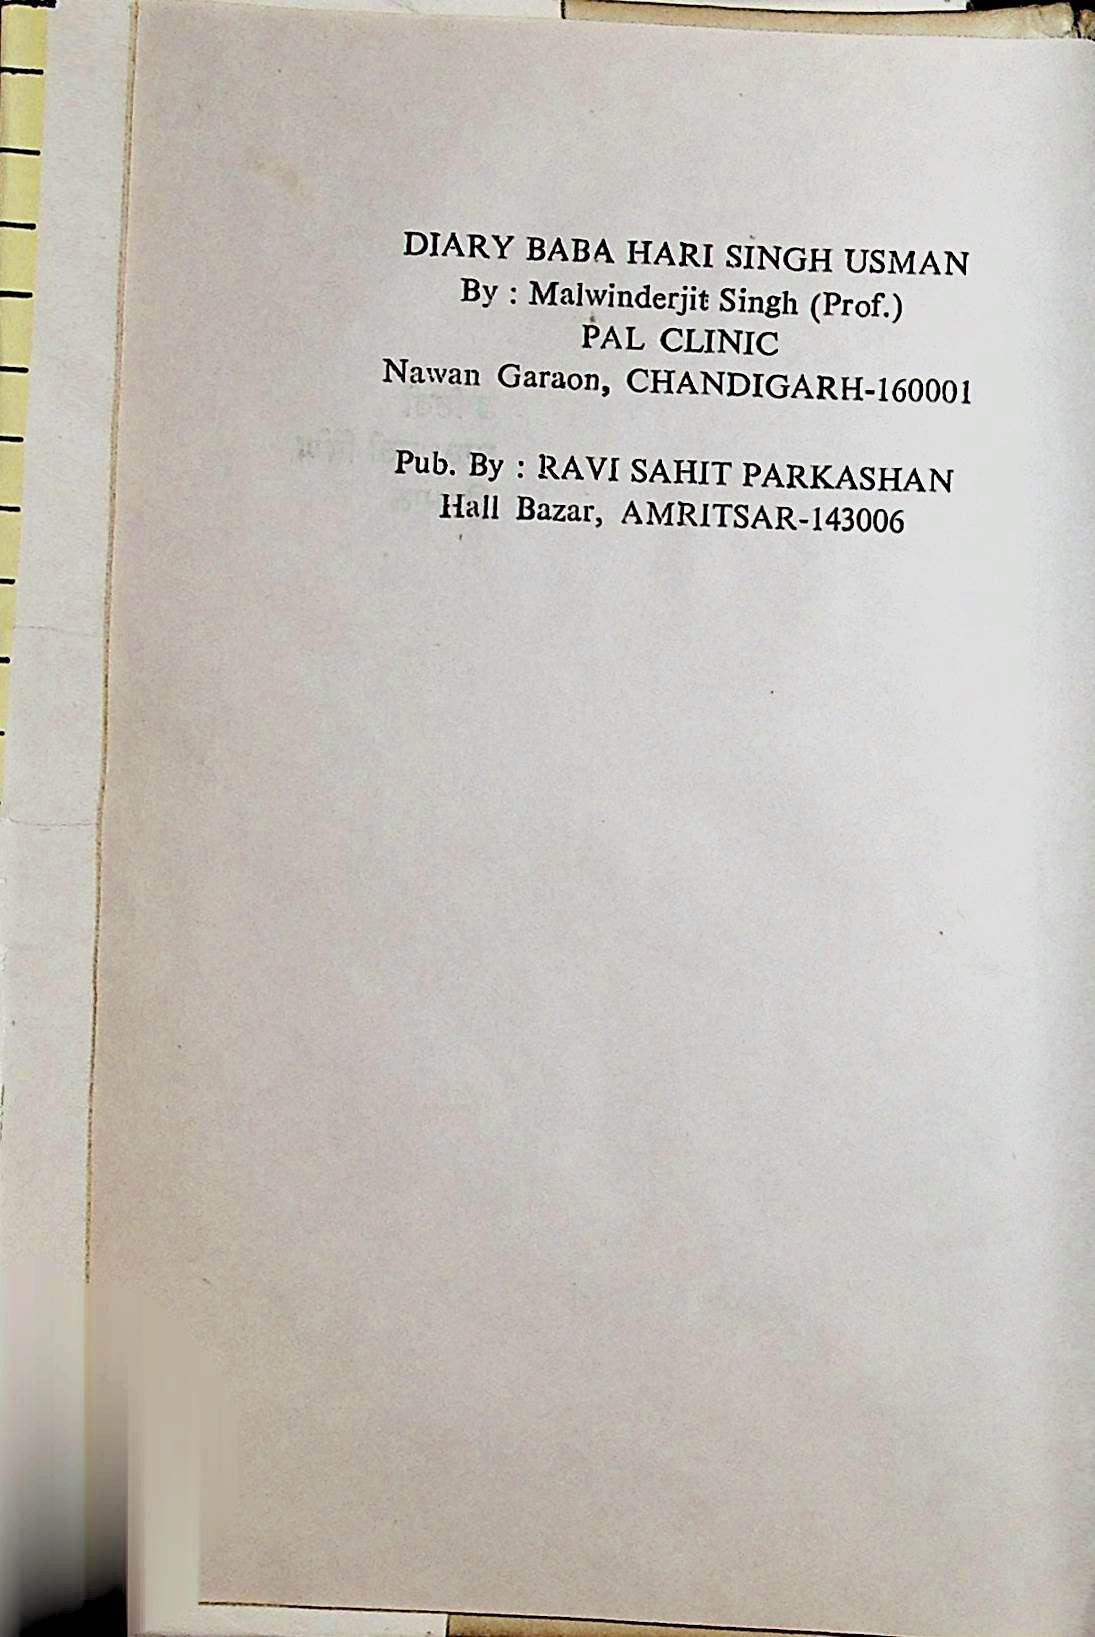 DIARY BABA HARI SINGH USMAN
By : Malwinderjit Singh (Prof.)
PAL CLINIC
Nawan Garaon, CHANDIGARH-160001
Pub. By : RAVI SAHIT PARKASHAN
Hall Bazar, AMRITSAR-143006